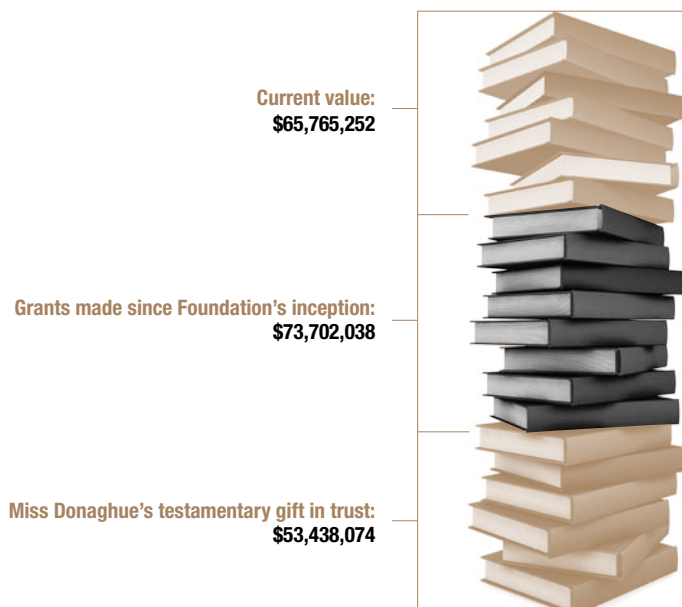 Current value:
$65,765,252
Grants made since Foundation’s inception:
$73,702,038
Miss Donaghue’s testamentary gift in trust:
$53,438,074